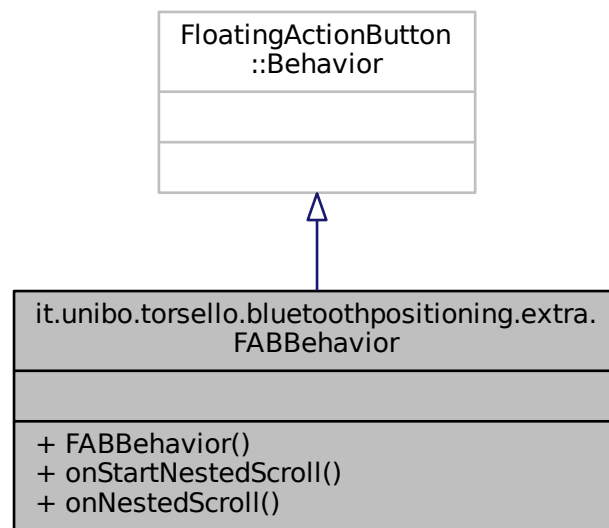 FloatingActionButton
::Behavior
it.unibo.torsello.bluetoothpositioning.extra.
FABBehavior
+ FABBehavior()
+ onStartNestedScroll()
+ onNestedScroll()